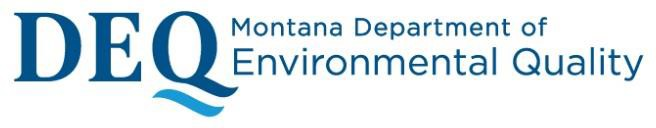 DEQ
Montana Department of
Environmental Quality